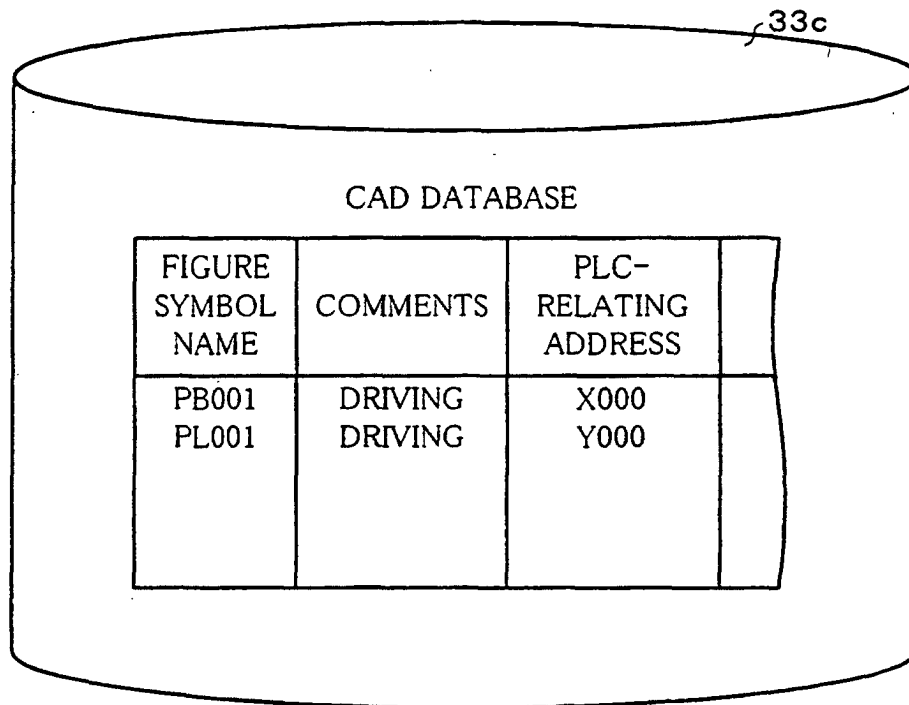 33c
CAD DATABASE
FIGURE SYMBOL NAME COMMENTS PLC-RELATING ADDRESS
PB001 DRIVING X000
PL001 DRIVING Y000